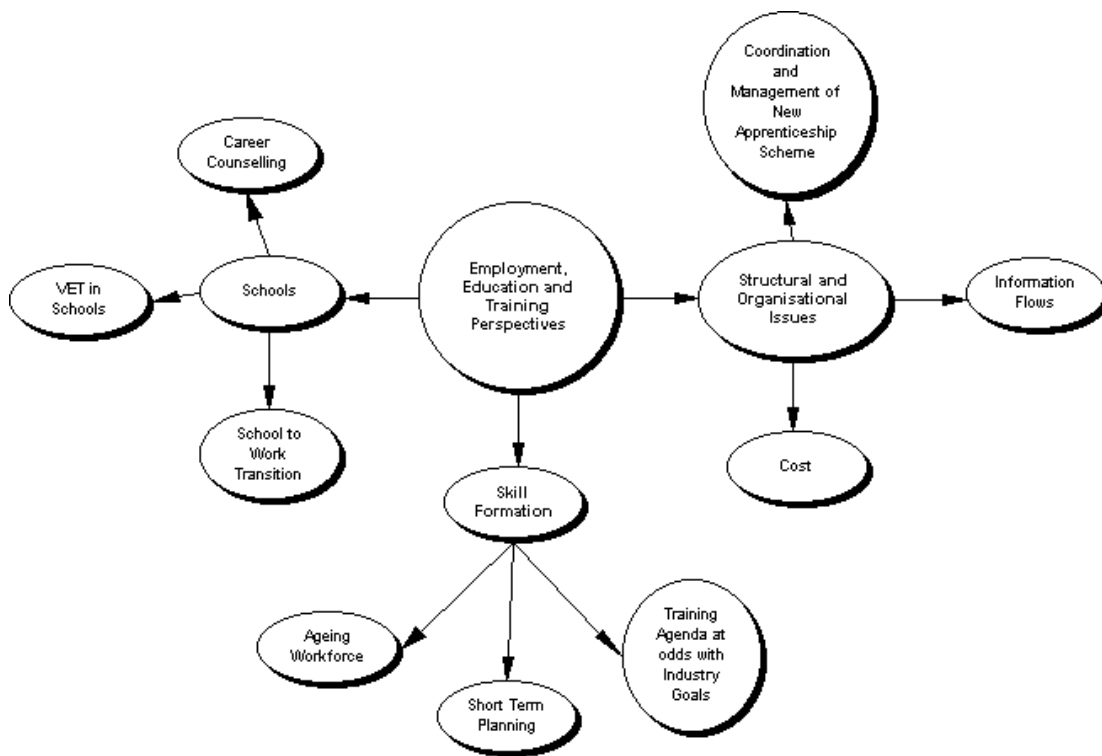 Coordination
and
Management of
New
Apprenticeship
Scheme
Career
Counselling
Employment,
Education and
Training
Perspectives
VET in
Schools
Schools
Structural and
Organisational
Issues
Information
Flows
School to
Work
Transition
Cost
Skill
Formation
Ageing
Workforce
Short Term
Planning
Training
Agenda at
odds with
Industry
Goals